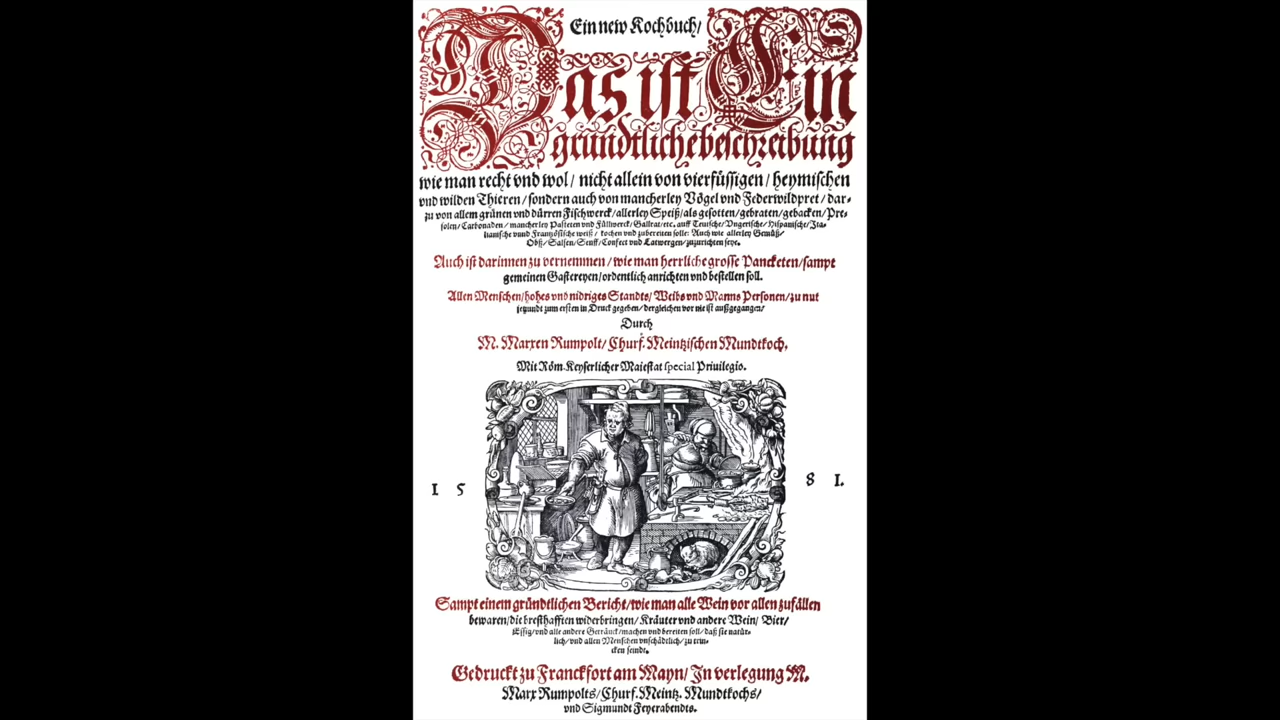 Ein new Kochbuch/
Das ist Ein
gründtliche beschreibung
wie man recht vnd wol / nicht allein von vierfüssigen / heymischen
vnd wilden Thieren / sondern auch von mancherley Vögel vnd Federwildpret / dar-
zu von allem grünen vnd dürren Fischwerck / allerley Speiß / als gesotten / gebraten / gebacken / Pre-
solen / Carbonaden / mancherley Pasteten vnd Füllwerck / Gallrat / etc. auff Teutsche / Vngerische / Hispanische / Ita-
lianische vnnd Frantzösische weiß / kochen vnd zubereiten solle: Auch wie allerley Gemüß /
Obß / Salsen / Senff / Confect vnd Latwergen / zuzurichten seye.
Auch ist darinnen zu vernemmen / wie man herrliche grosse Pancketen / sampt
gemeinen Gastereyen / ordentlich anrichten vnd bestellen soll.
Allen Menschen / hohes vnd nidriges Standts / Weibs vnd Manns Personen / zu nut
jetzundt zum ersten in Druck gegeben / dergleichen vor nie ist außgegangen /
Durch
M. Marxen Rumpolt / Churf. Meintzischen Mundtkoch.
Mit Röm. Keyserlicher Maiestat special Priuilegio.
1 5 8 1.
Sampt einem gründtlichen Bericht / wie man alle Wein vor allen zufällen
bewaren / die bresthafften widerbringen / Kräuter vnd andere Wein / Bier /
Essig / vnd alle andere Getränck / machen vnd bereiten soll / daß sie natür-
lich / vnd allen Menschen vnschädtlich / zu trin-
cken seindt.
Gedruckt zu Franckfort am Mayn / In verlegung M.
Marx Rumpolts / Churf. Meintz. Mundtkochs /
vnd Sigmundt Feyerabendts.